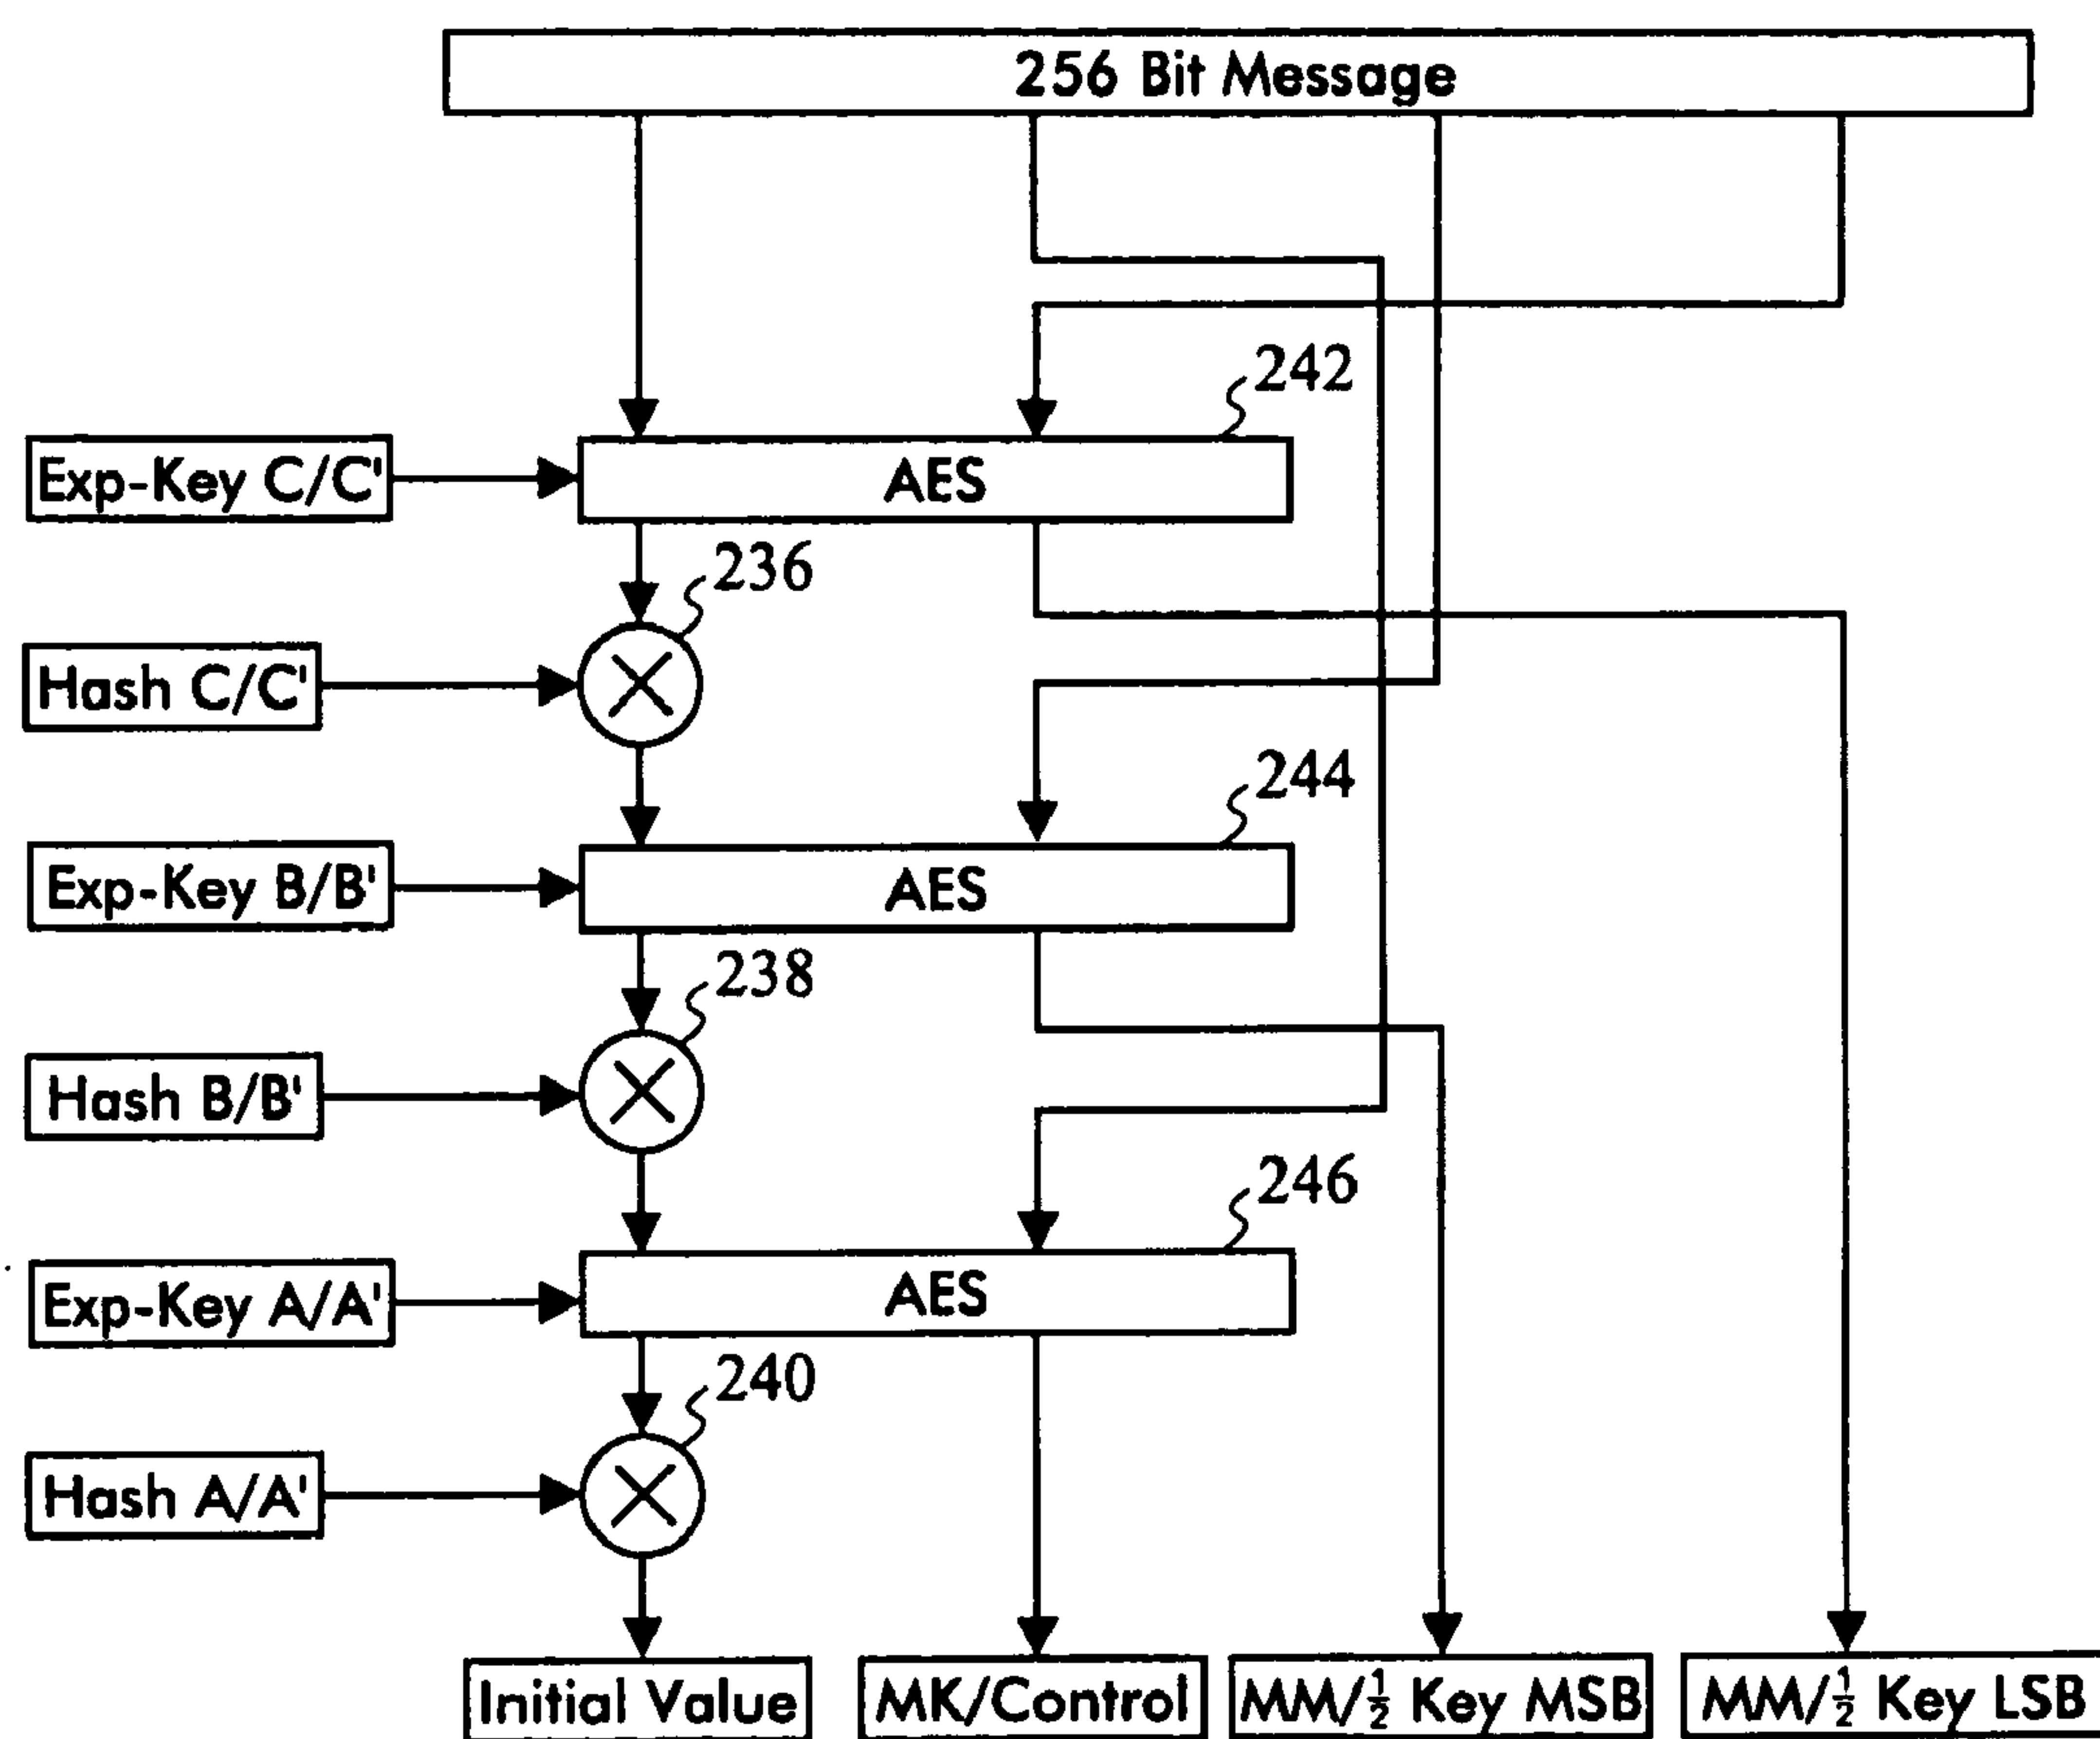 256 Bit Message
242
Exp-Key C/C'
AES
236
Hash C/C'
244
Exp-Key B/B'
AES
238
Hash B/B'
246
Exp-Key A/A'
AES
240
Hash A/A'
Initial Value
MK/Control
MM/½ Key MSB
MM/½ Key LSB